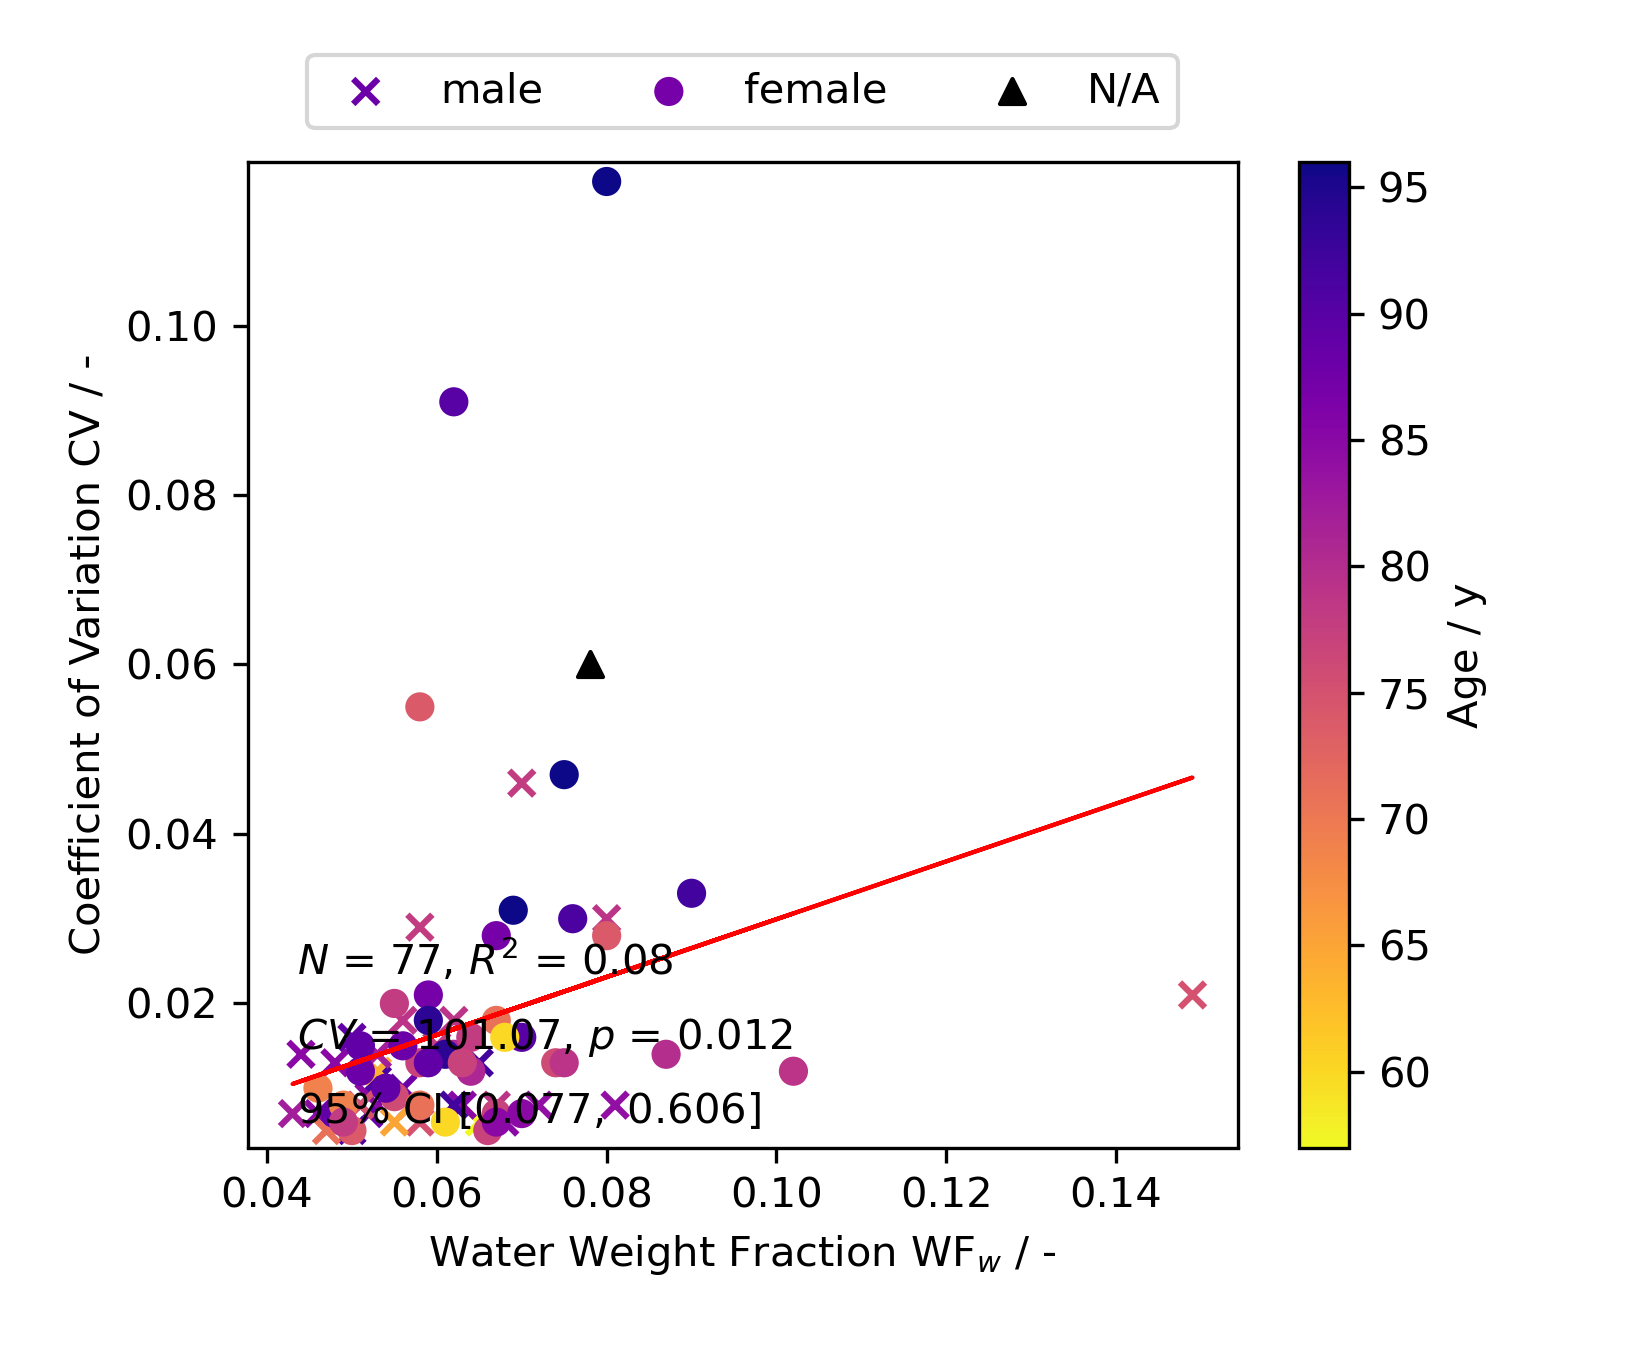 male female N/A
0.10
0.08
0.06
0.04
0.02
Coefficient of Variation CV / -
N = 77, R² = 0.08
CV = 101.07, p = 0.012
95% CI [0.077, 0.606]
0.04 0.06 0.08 0.10 0.12 0.14
Water Weight Fraction WF_w / -
95
90
85
80
75
70
65
60
Age / y